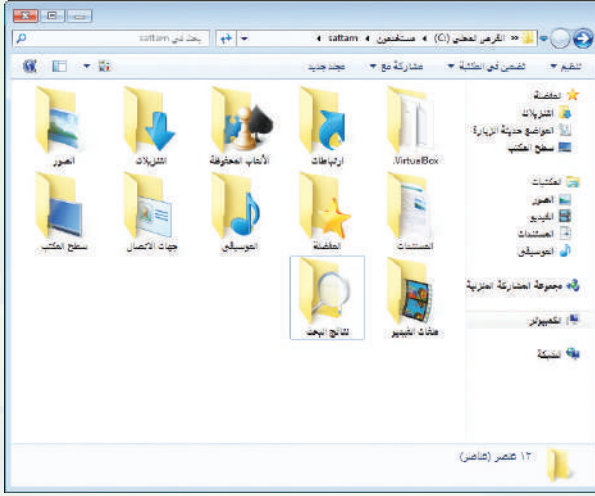 القرص المحلي (C:) ◄ مستخدمون ◄ sattam ◄
بحث في sattam
تنظيم ▼ تضمين في المكتبة ▼ مشاركة مع ▼ مجلد جديد
المفضلة
التنزيلات
المواضع حديثة الزيارة
سطح المكتب
المكتبات
الصور
الفيديو
المستندات
الموسيقى
مجموعة المشاركة المنزلية
الكمبيوتر
الشبكة
.VirtualBox
ارتباطات
الألعاب المحفوظة
التنزيلات
الصور
المستندات
المفضلة
الموسيقى
جهات الاتصال
سطح المكتب
ملفات الفيديو
نتائج البحث
١٢ عنصر (عناصر)